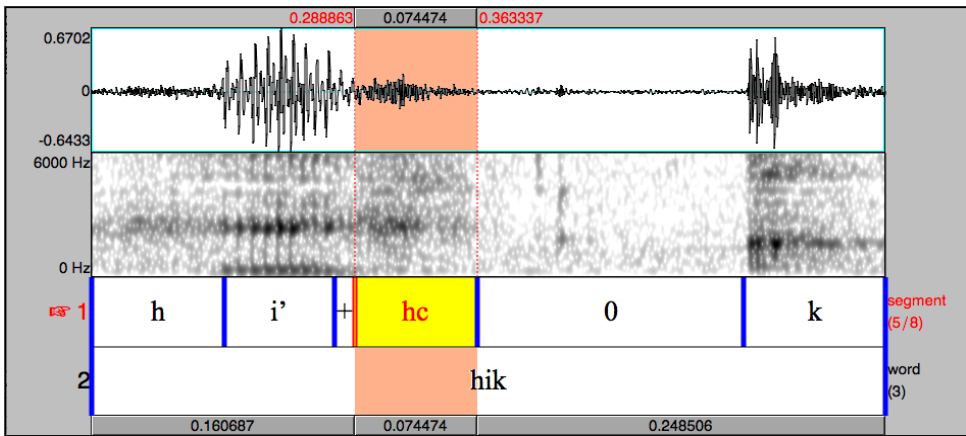 0.288863 0.074474 0.363337
0.6702
0
-0.6433
6000 Hz
0 Hz
☞ 1 h i’ + hc 0 k segment (5/8)
2 hik word (3)
0.160687 0.074474 0.248506